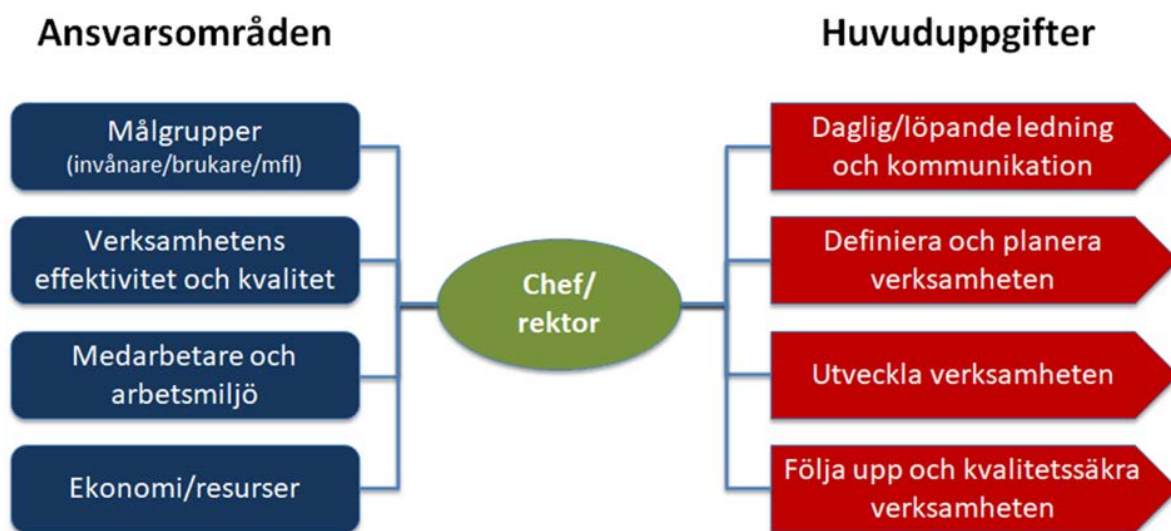 Ansvarsområden
Målgrupper
(invånare/brukare/mfl)
Verksamhetens
effektivitet och kvalitet
Medarbetare och
arbetsmiljö
Ekonomi/resurser
Chef/
rektor
Huvuduppgifter
Daglig/löpande ledning
och kommunikation
Definiera och planera
verksamheten
Utveckla verksamheten
Följa upp och kvalitetssäkra
verksamheten